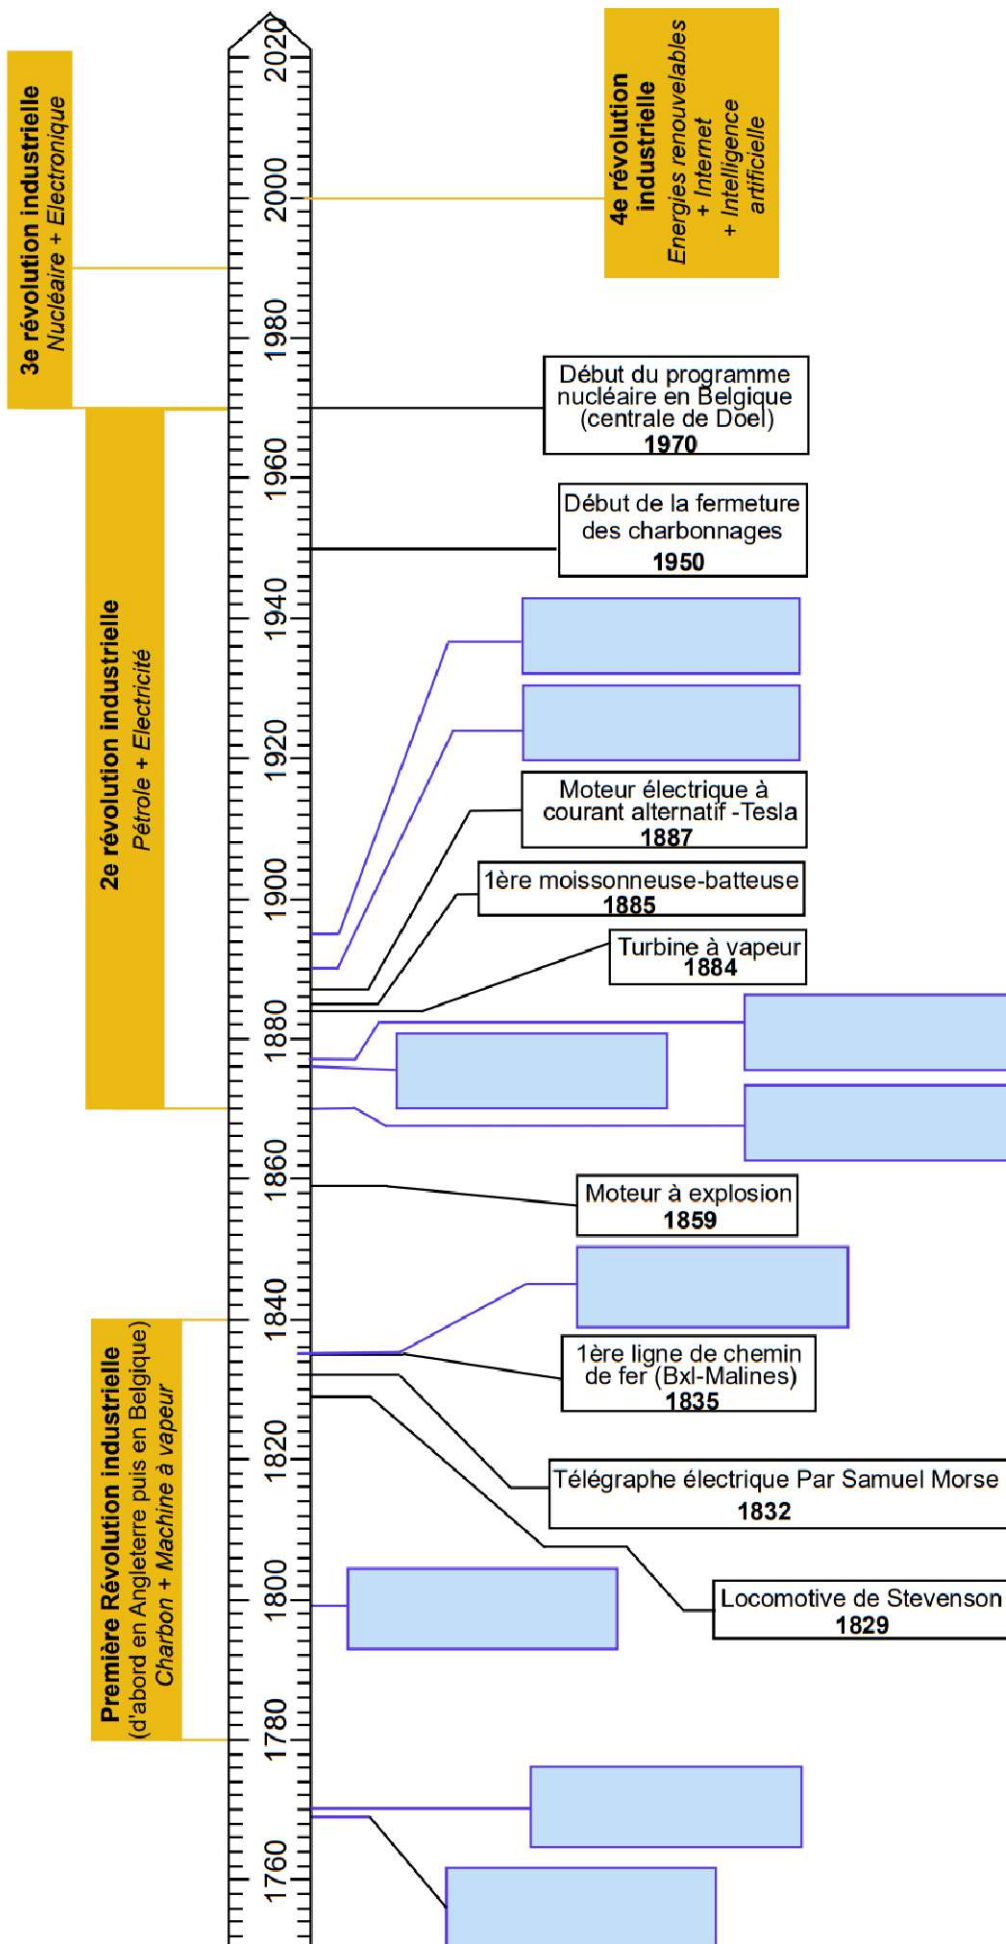 2020
2000
1980
1960
1940
1920
1900
1880
1860
1840
1820
1800
1780
1760
3e révolution industrielle
Nucléaire + Electronique
2e révolution industrielle
Pétrole + Electricité
Première Révolution industrielle
(d'abord en Angleterre puis en Belgique)
Charbon + Machine à vapeur
4e révolution
industrielle
Energies renouvelables
+ Internet
+ Intelligence
artificielle
Début du programme
nucléaire en Belgique
(centrale de Doel)
1970
Début de la fermeture
des charbonnages
1950
Moteur électrique à
courant alternatif -Tesla
1887
1ère moissonneuse-batteuse
1885
Turbine à vapeur
1884
Moteur à explosion
1859
1ère ligne de chemin
de fer (Bxl-Malines)
1835
Télégraphe électrique Par Samuel Morse
1832
Locomotive de Stevenson
1829